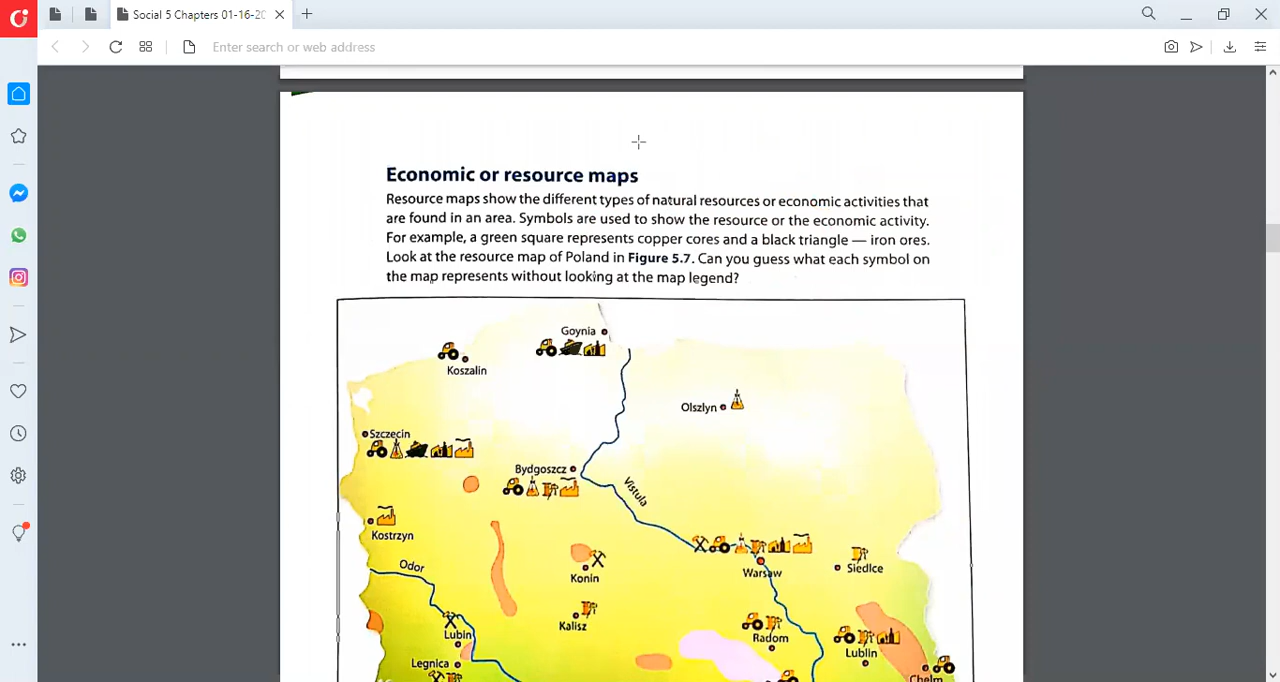 Social 5 Chapters 01-16-20
Enter search or web address
Economic or resource maps
Resource maps show the different types of natural resources or economic activities that
are found in an area. Symbols are used to show the resource or the economic activity.
For example, a green square represents copper cores and a black triangle — iron ores.
Look at the resource map of Poland in Figure 5.7. Can you guess what each symbol on
the map represents without looking at the map legend?
Goynia
Koszalin
Olszlyn
Szczecin
Bydgoszcz
Vistula
Kostrzyn
Warsaw
Siedlce
Odor
Konin
Kalisz
Lubin
Radom
Lublin
Legnica
Chelm